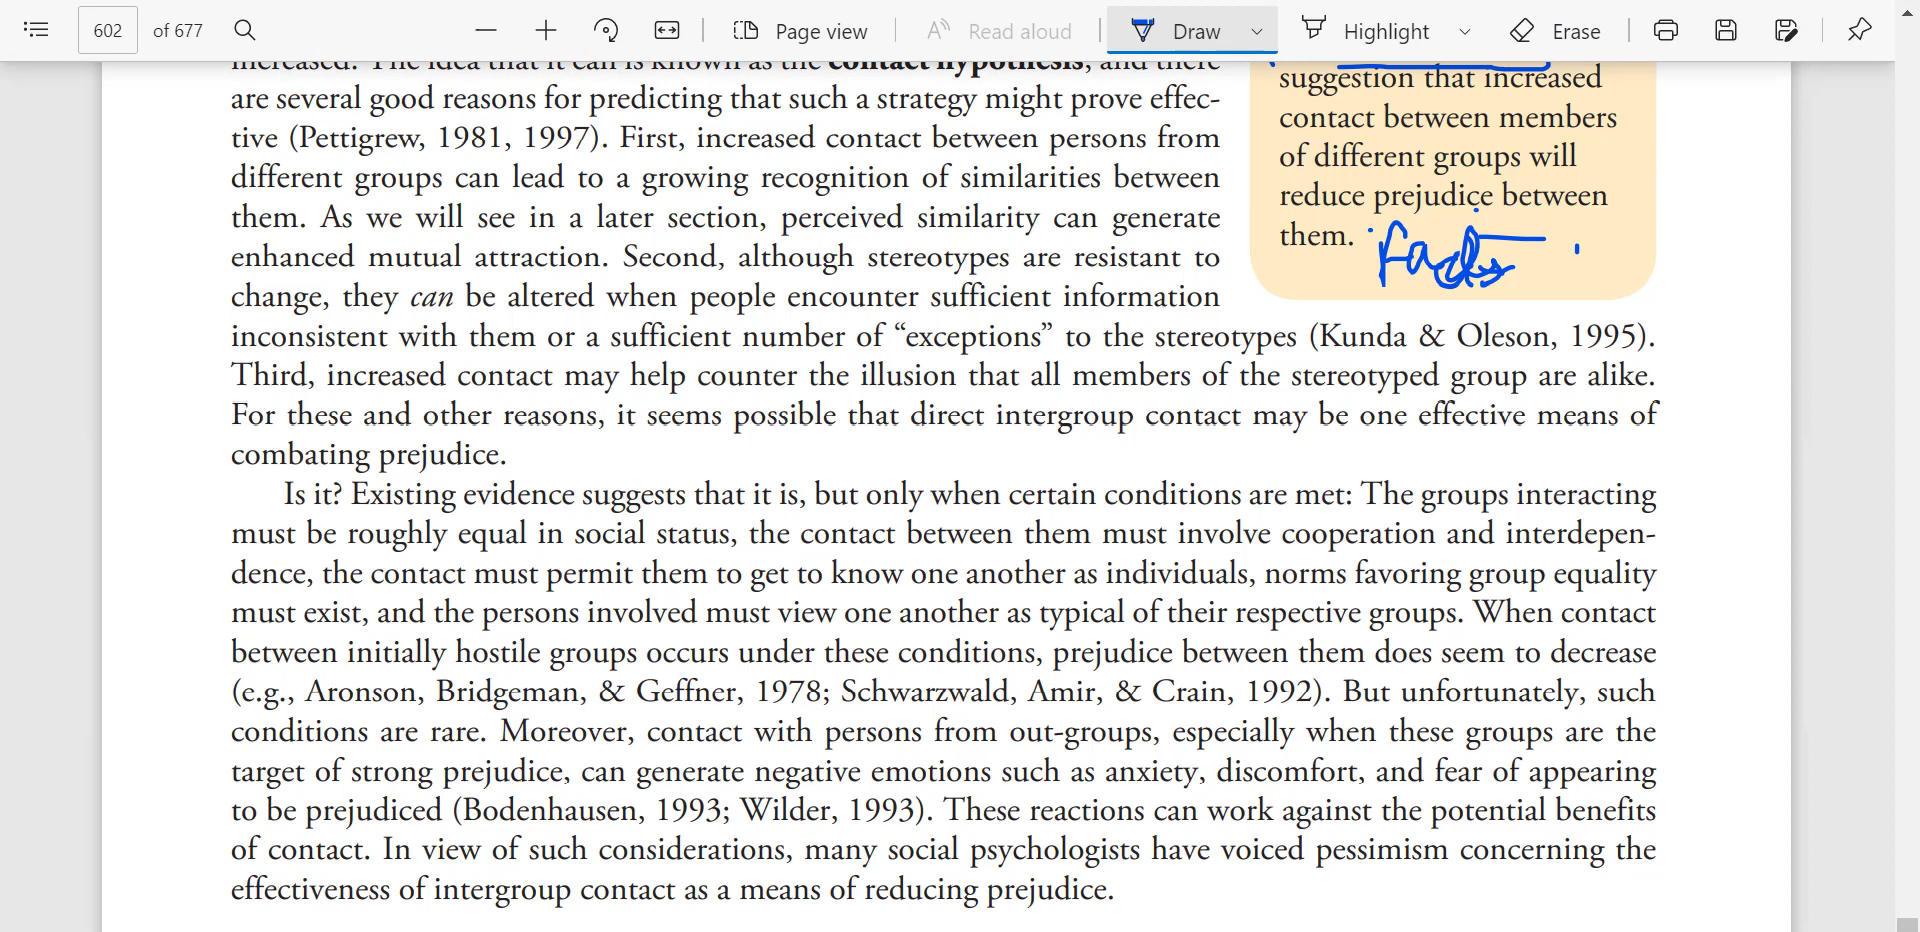 602 of 677 Page view Read aloud Draw Highlight Erase
increased. The idea that it can is known as the contact hypothesis, and there
are several good reasons for predicting that such a strategy might prove effec-
tive (Pettigrew, 1981, 1997). First, increased contact between persons from
different groups can lead to a growing recognition of similarities between
them. As we will see in a later section, perceived similarity can generate
enhanced mutual attraction. Second, although stereotypes are resistant to
change, they can be altered when people encounter sufficient information
inconsistent with them or a sufficient number of “exceptions” to the stereotypes (Kunda & Oleson, 1995).
Third, increased contact may help counter the illusion that all members of the stereotyped group are alike.
For these and other reasons, it seems possible that direct intergroup contact may be one effective means of
combating prejudice.
Is it? Existing evidence suggests that it is, but only when certain conditions are met: The groups interacting
must be roughly equal in social status, the contact between them must involve cooperation and interdepen-
dence, the contact must permit them to get to know one another as individuals, norms favoring group equality
must exist, and the persons involved must view one another as typical of their respective groups. When contact
between initially hostile groups occurs under these conditions, prejudice between them does seem to decrease
(e.g., Aronson, Bridgeman, & Geffner, 1978; Schwarzwald, Amir, & Crain, 1992). But unfortunately, such
conditions are rare. Moreover, contact with persons from out-groups, especially when these groups are the
target of strong prejudice, can generate negative emotions such as anxiety, discomfort, and fear of appearing
to be prejudiced (Bodenhausen, 1993; Wilder, 1993). These reactions can work against the potential benefits
of contact. In view of such considerations, many social psychologists have voiced pessimism concerning the
effectiveness of intergroup contact as a means of reducing prejudice.
suggestion that increased
contact between members
of different groups will
reduce prejudice between
them.